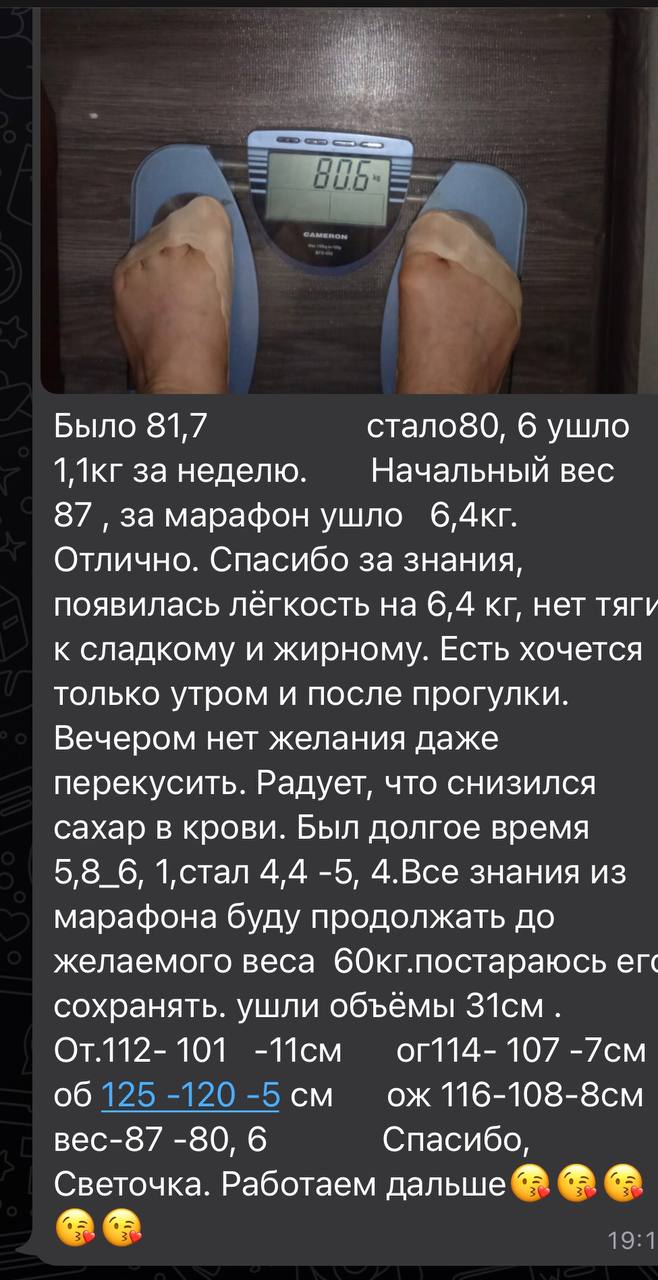 80.6 kg
CAMERON
Было 81,7 стало80, 6 ушло
1,1кг за неделю. Начальный вес
87 , за марафон ушло 6,4кг.
Отлично. Спасибо за знания,
появилась лёгкость на 6,4 кг, нет тяги
к сладкому и жирному. Есть хочется
только утром и после прогулки.
Вечером нет желания даже
перекусить. Радует, что снизился
сахар в крови. Был долгое время
5,8_6, 1,стал 4,4 -5, 4.Все знания из
марафона буду продолжать до
желаемого веса 60кг.постараюсь его
сохранять. ушли объёмы 31см .
От.112- 101 -11см ог114- 107 -7см
об 125 -120 -5 см ож 116-108-8см
вес-87 -80, 6 Спасибо,
Светочка. Работаем дальше😘😘😘
😘😘
19:1